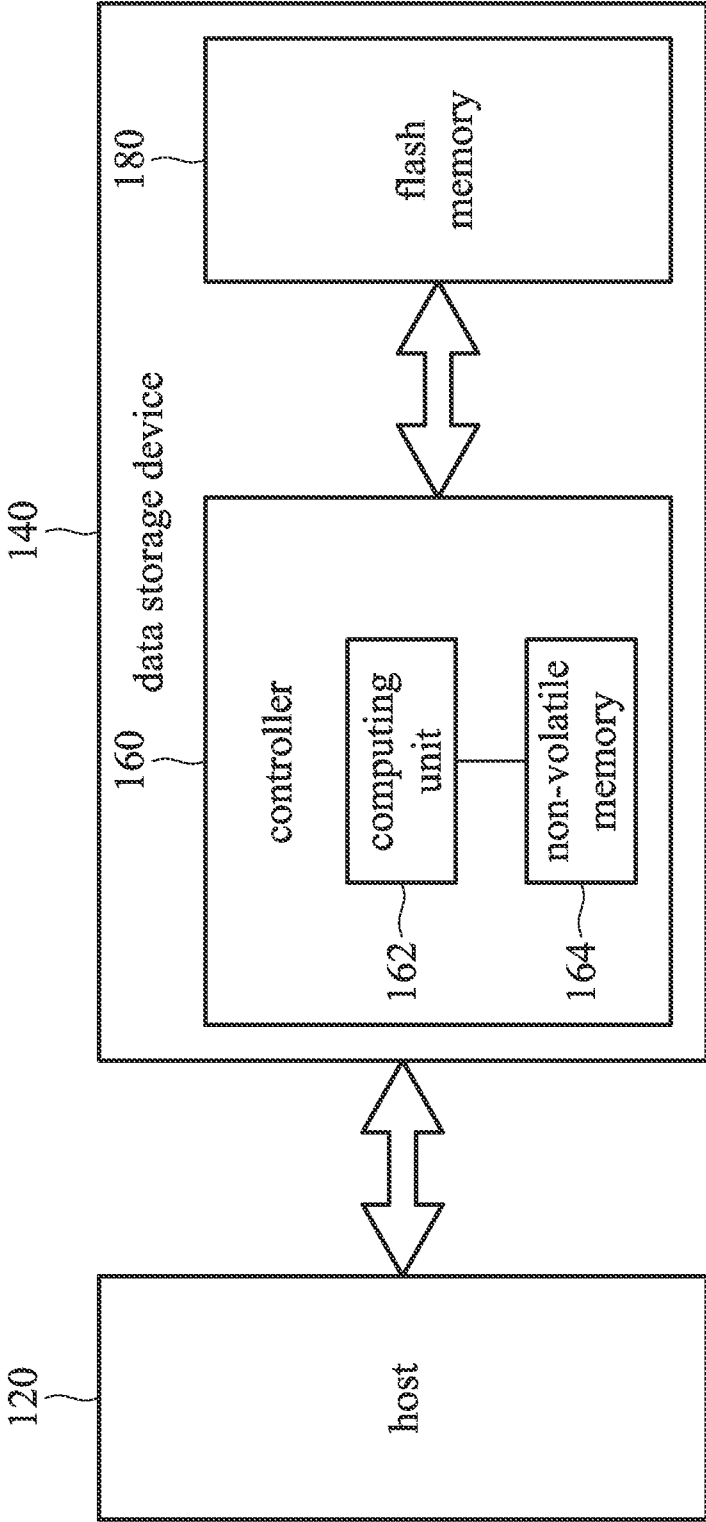 120
host
140
data storage device
160
controller
162
computing
unit
164
non-volatile
memory
180
flash
memory